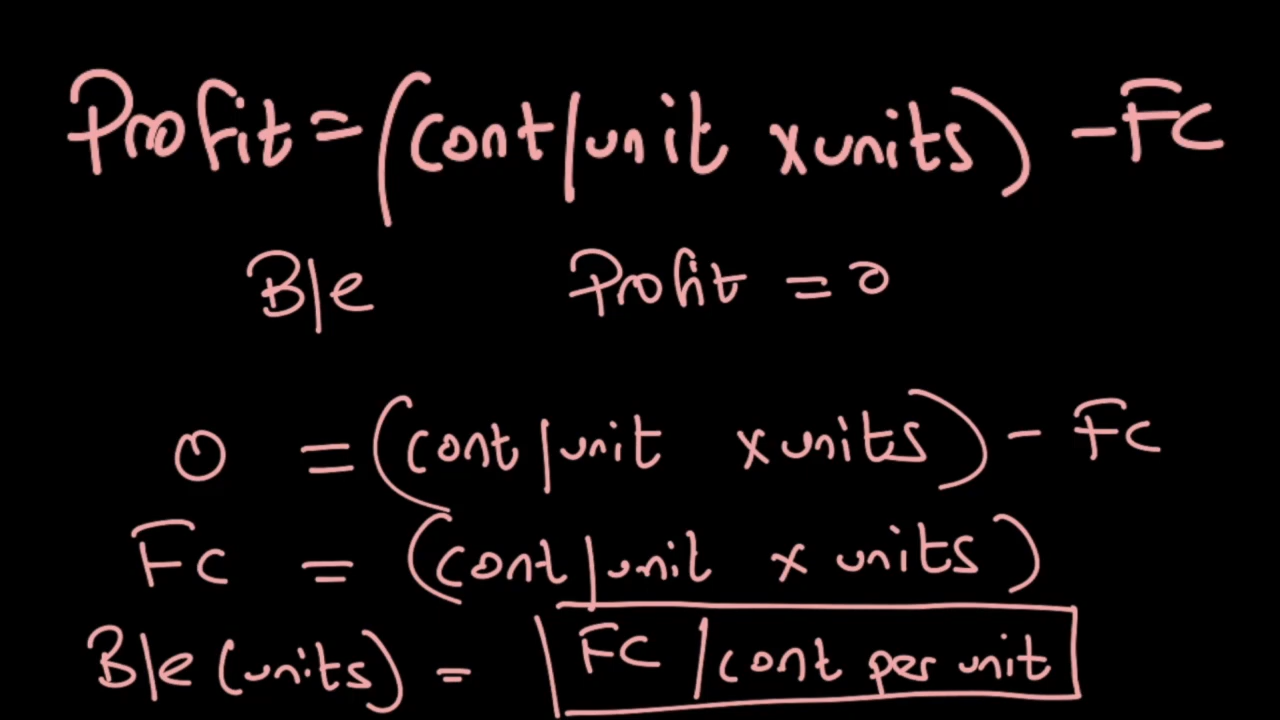 Profit = (cont/unit x units) - FC
B/e Profit = 0
0 = (cont/unit x units) - FC
FC = (cont/unit x units)
B/e (units) = FC / cont per unit